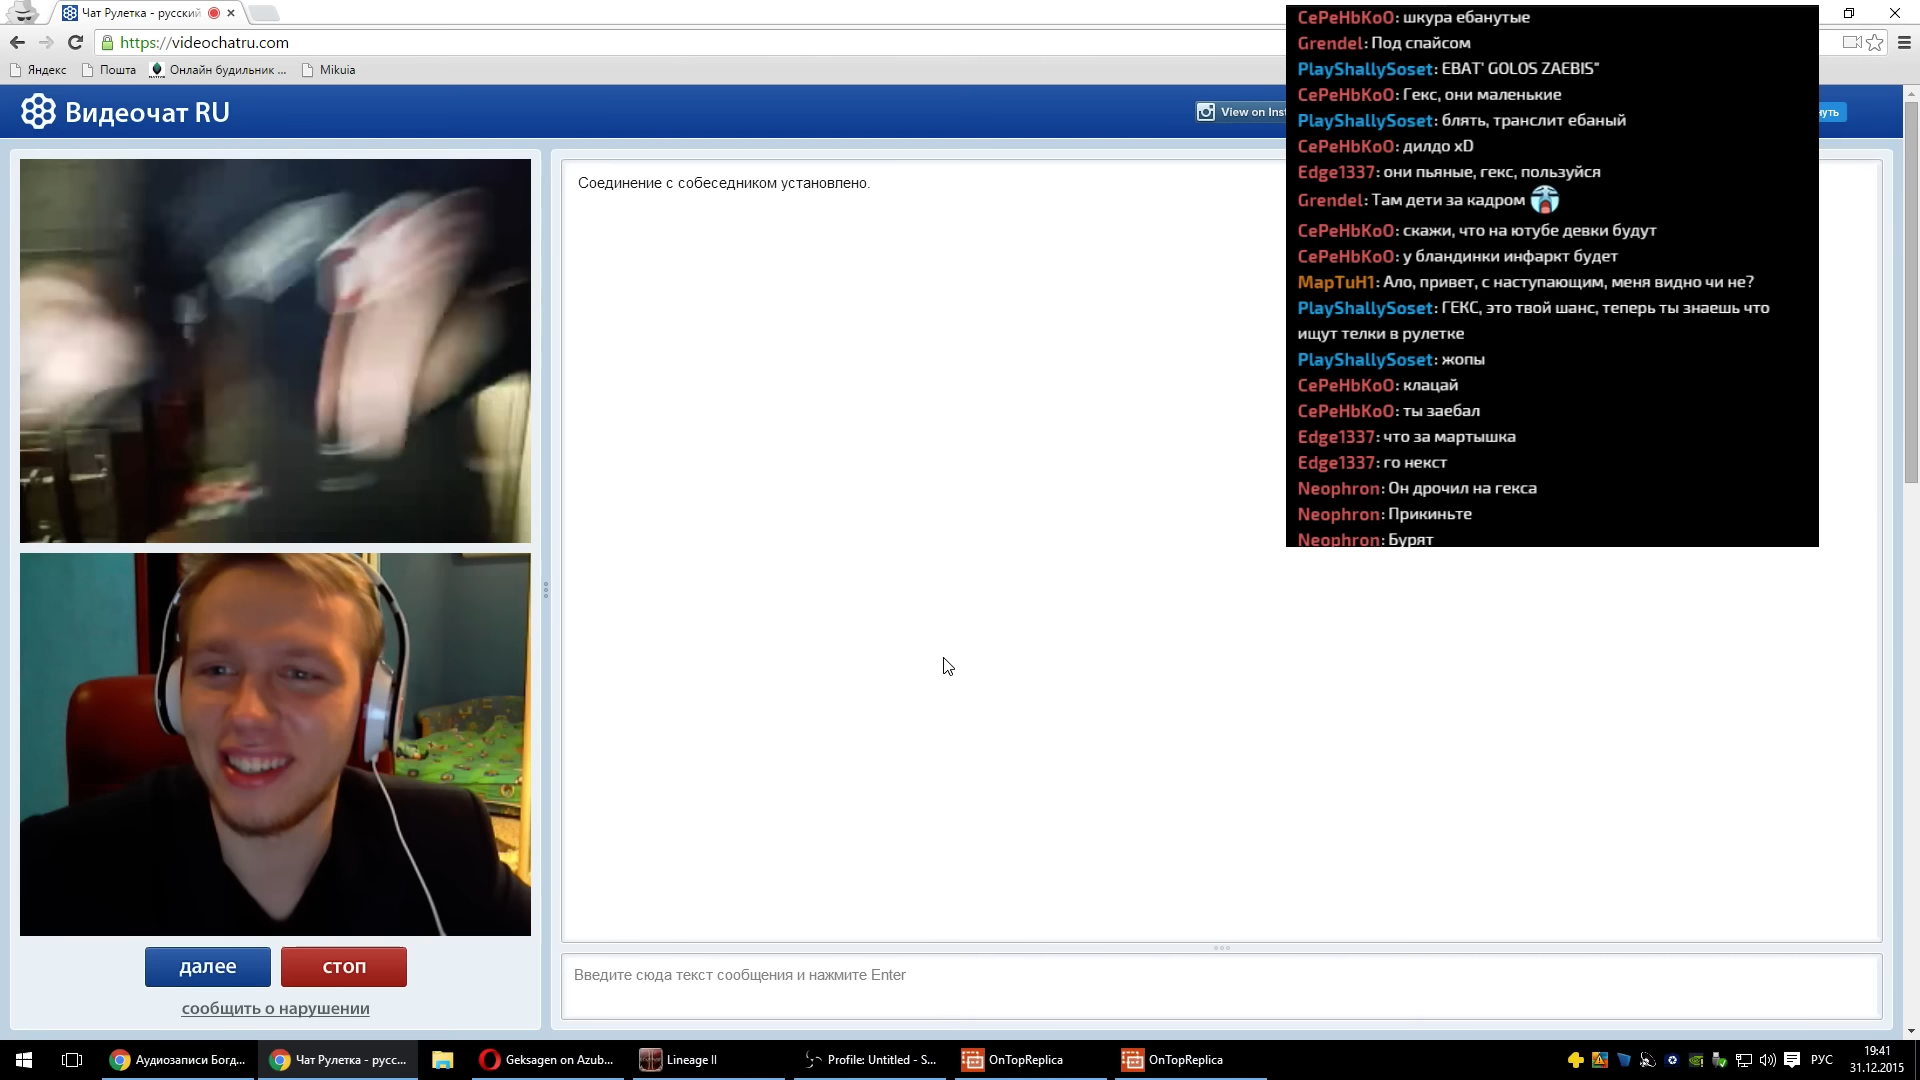 Чат Рулетка - русский
https://videochatru.com
Яндекс
Пошта
Онлайн будильник ...
Mikuia
Видеочат RU
View on Inst
нуть
Соединение с собеседником установлено.
CePeHbKoO: шкура ебанутые
Grendel: Под спайсом
PlayShallySoset: EBAT' GOLOS ZAEBIS"
CePeHbKoO: Гекс, они маленькие
PlayShallySoset: блять, транслит ебаный
CePeHbKoO: дилдо xD
Edge1337: они пьяные, гекс, пользуйся
Grendel: Там дети за кадром
CePeHbKoO: скажи, что на ютубе девки будут
CePeHbKoO: у бландинки инфаркт будет
MapTuH1: Ало, привет, с наступающим, меня видно чи не?
PlayShallySoset: ГЕКС, это твой шанс, теперь ты знаешь что
ищут телки в рулетке
PlayShallySoset: жопы
CePeHbKoO: клацай
CePeHbKoO: ты заебал
Edge1337: что за мартышка
Edge1337: го некст
Neophron: Он дрочил на гекса
Neophron: Прикиньте
Neophron: Бурят
далее
стоп
сообщить о нарушении
Введите сюда текст сообщения и нажмите Enter
Аудиозаписи Богд...
Чат Рулетка - русс...
Geksagen on Azub...
Lineage II
Profile: Untitled - S...
OnTopReplica
OnTopReplica
РУС
19:41
31.12.2015